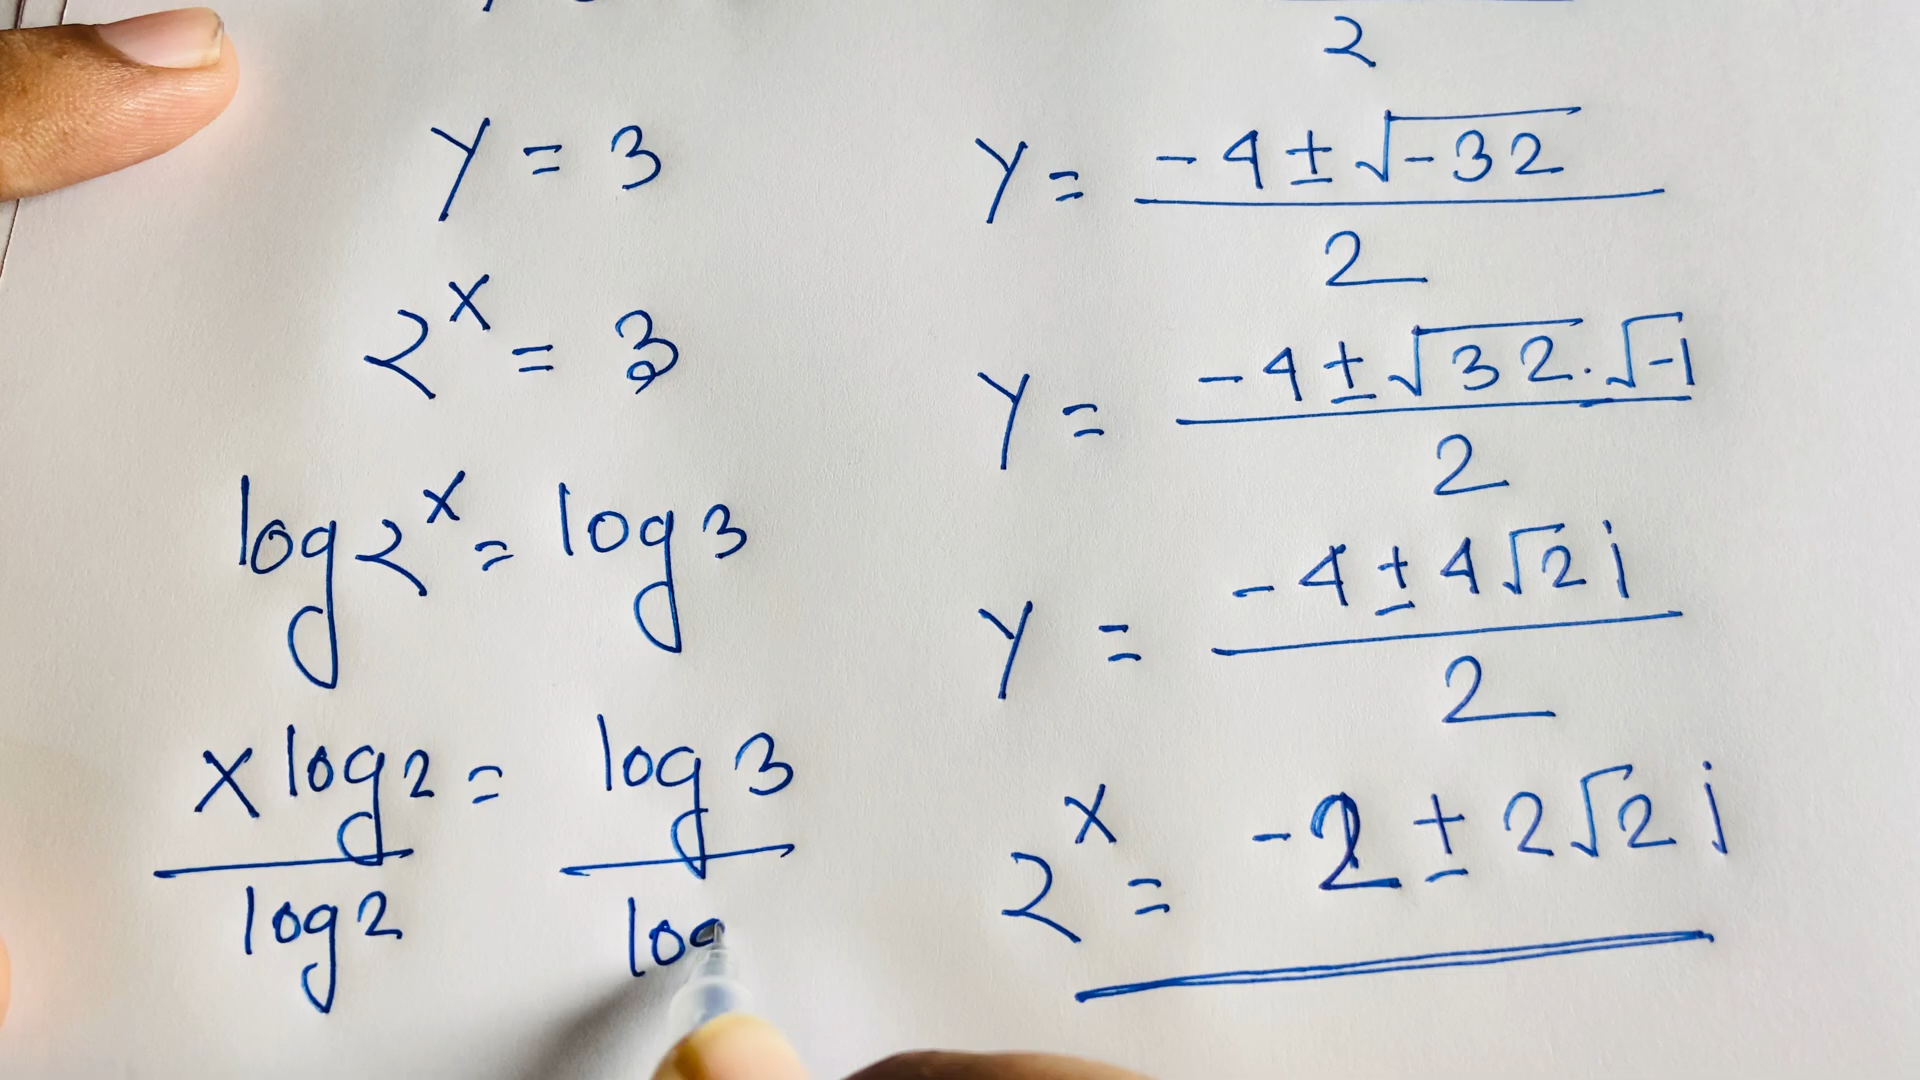 y = 3
2^x = 3
log 2^x = log 3
x log 2 = log 3
log 2 log
2
y = -4 ± √-32
2
y = -4 ± √32 . √-1
2
y = -4 ± 4√2 i
2
2^x = -2 ± 2√2 i